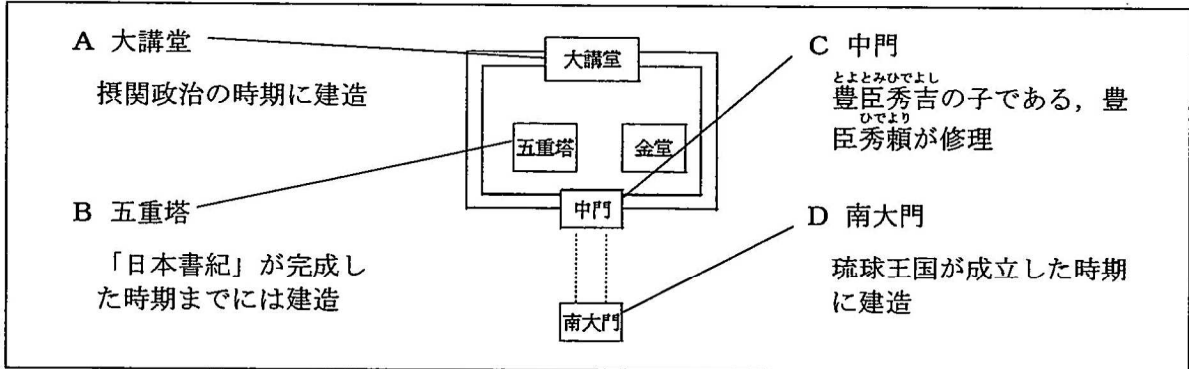 A 大講堂
摂関政治の時期に建造
B 五重塔
「日本書紀」が完成し
た時期までには建造
大講堂
五重塔
金堂
中門
南大門
C 中門
とよとみひでよし
豊臣秀吉の子である，豊
ひでより
臣秀頼が修理
D 南大門
琉球王国が成立した時期
に建造